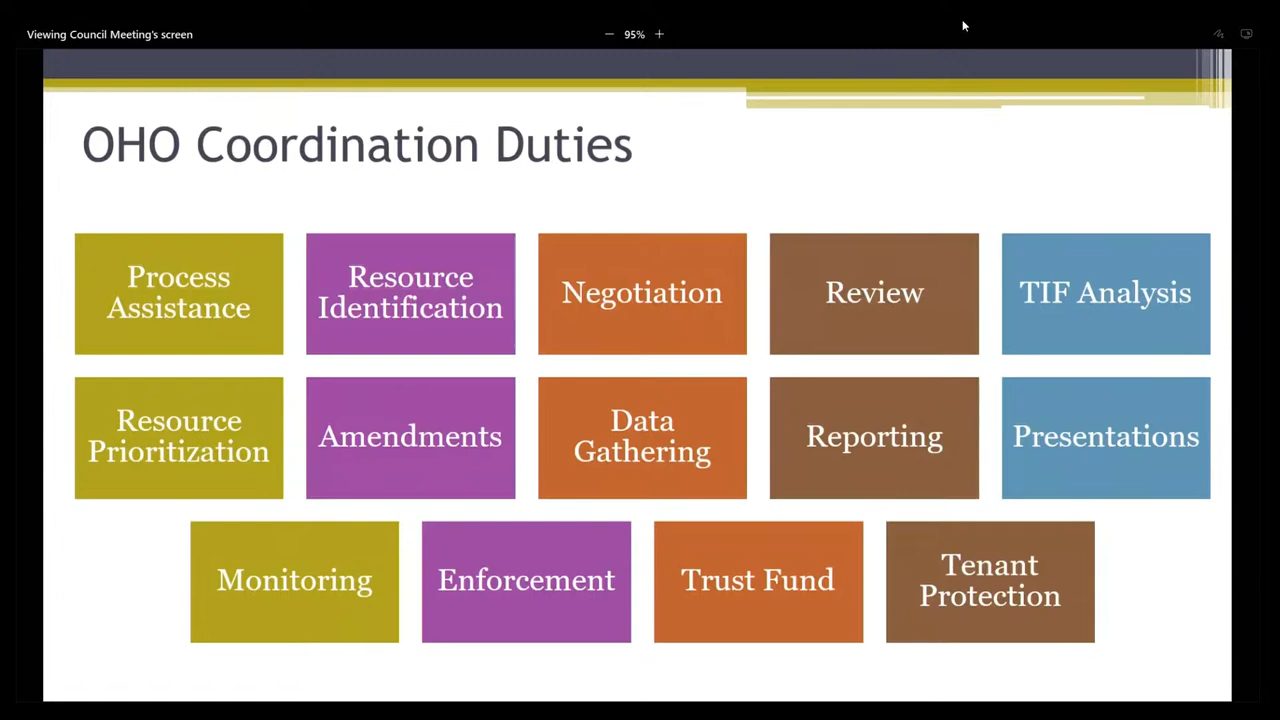 Viewing Council Meeting's screen
95%
OHO Coordination Duties
Process
Assistance
Resource
Identification
Negotiation
Review
TIF Analysis
Resource
Prioritization
Amendments
Data
Gathering
Reporting
Presentations
Monitoring
Enforcement
Trust Fund
Tenant
Protection